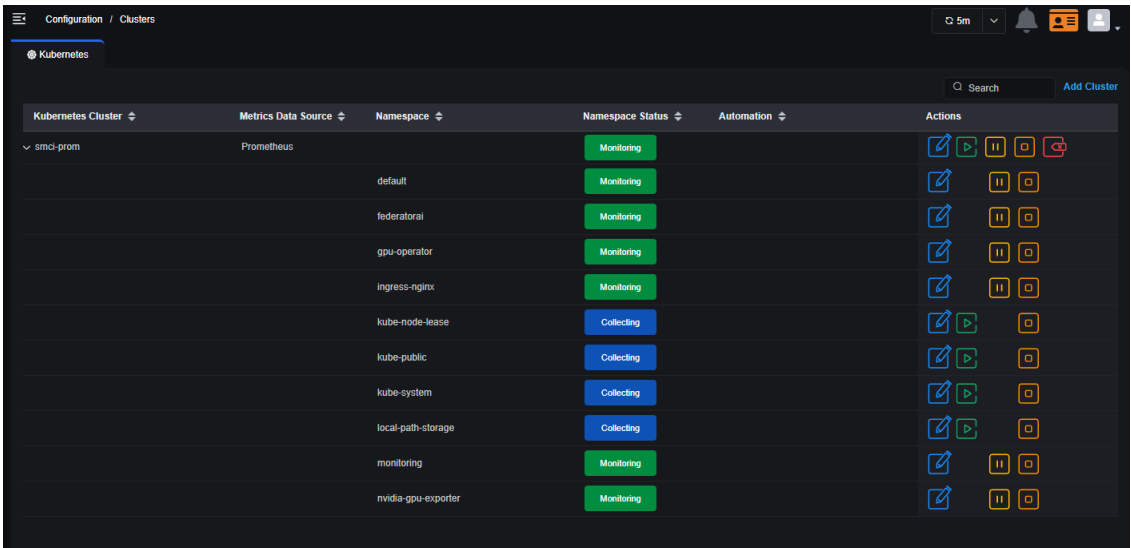 Configuration / Clusters
5m
Kubernetes
Search
Add Cluster
Kubernetes Cluster Metrics Data Source Namespace Namespace Status Automation Actions
smci-prom Prometheus Monitoring
default Monitoring
federatorai Monitoring
gpu-operator Monitoring
ingress-nginx Monitoring
kube-node-lease Collecting
kube-public Collecting
kube-system Collecting
local-path-storage Collecting
monitoring Monitoring
nvidia-gpu-exporter Monitoring